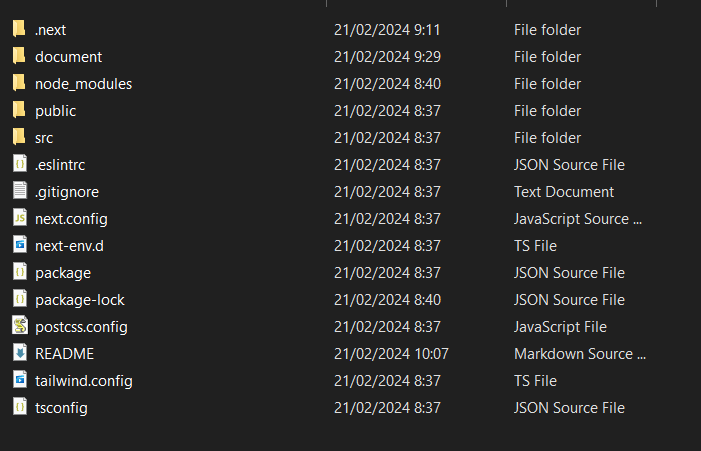 .next 21/02/2024 9:11 File folder
document 21/02/2024 9:29 File folder
node_modules 21/02/2024 8:40 File folder
public 21/02/2024 8:37 File folder
src 21/02/2024 8:37 File folder
.eslintrc 21/02/2024 8:37 JSON Source File
.gitignore 21/02/2024 8:37 Text Document
next.config 21/02/2024 8:37 JavaScript Source ...
next-env.d 21/02/2024 8:37 TS File
package 21/02/2024 8:37 JSON Source File
package-lock 21/02/2024 8:40 JSON Source File
postcss.config 21/02/2024 8:37 JavaScript File
README 21/02/2024 10:07 Markdown Source ...
tailwind.config 21/02/2024 8:37 TS File
tsconfig 21/02/2024 8:37 JSON Source File